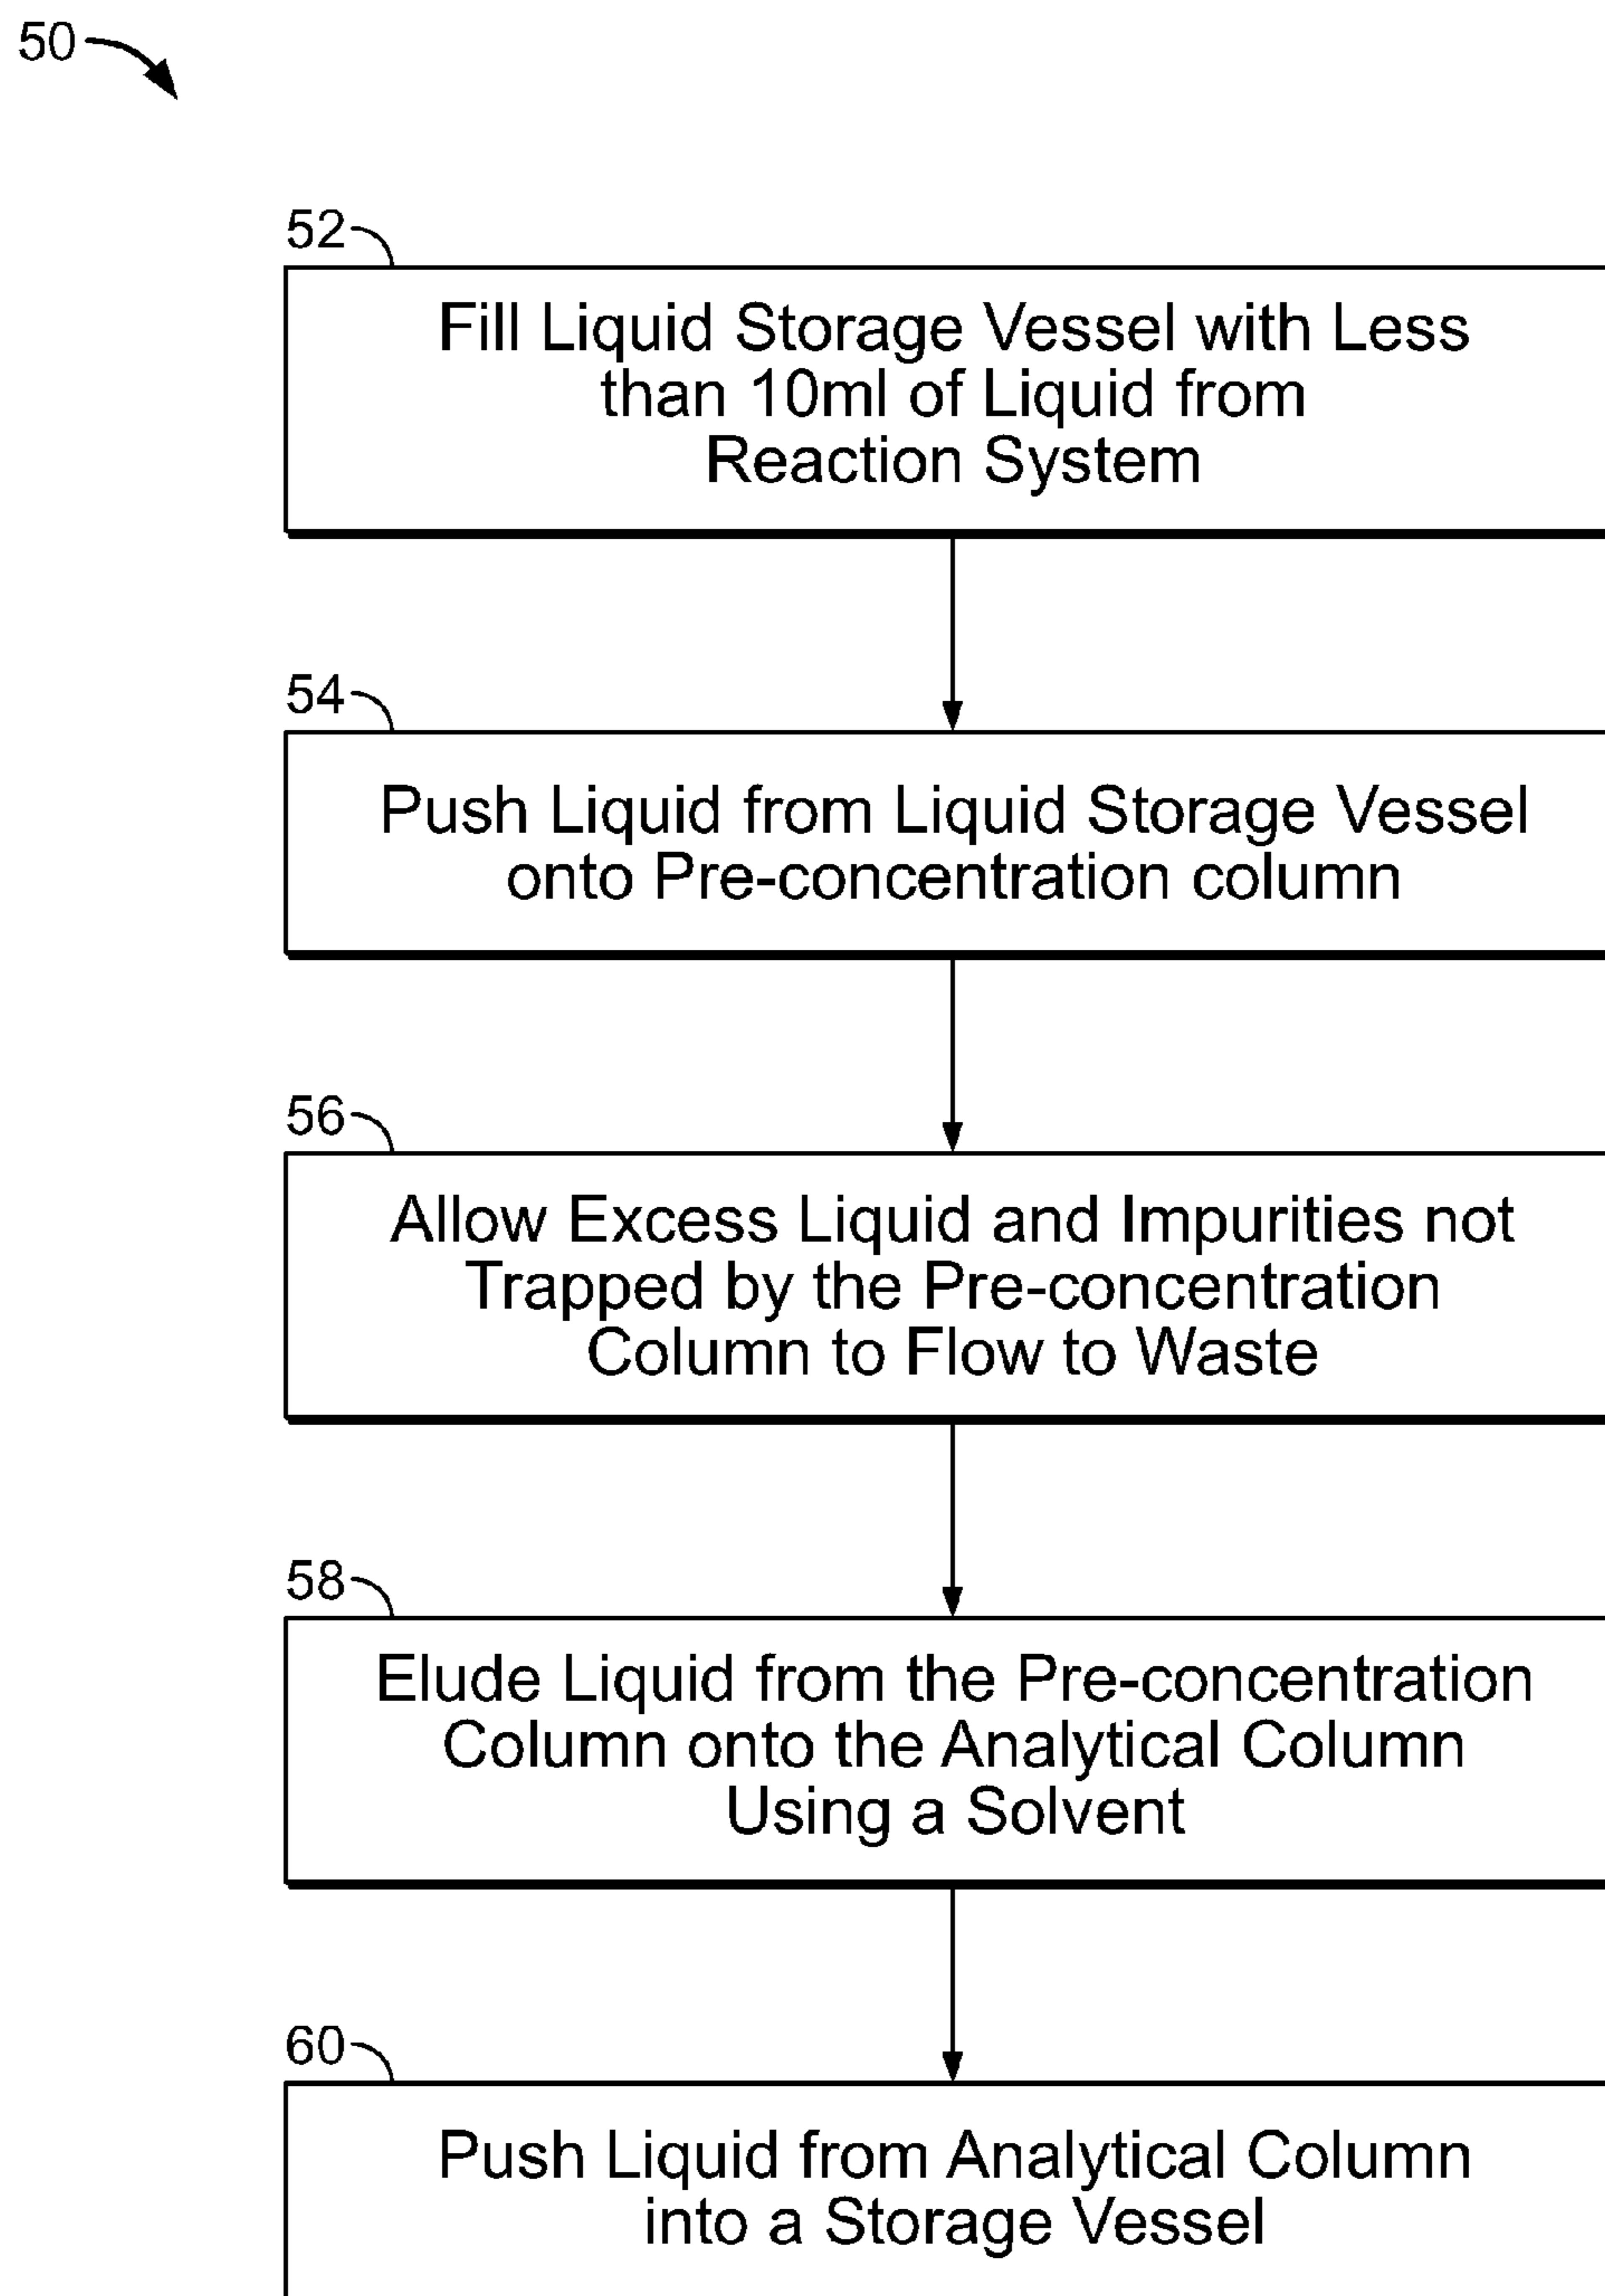 50
52
Fill Liquid Storage Vessel with Less
than 10ml of Liquid from
Reaction System
54
Push Liquid from Liquid Storage Vessel
onto Pre-concentration column
56
Allow Excess Liquid and Impurities not
Trapped by the Pre-concentration
Column to Flow to Waste
58
Elude Liquid from the Pre-concentration
Column onto the Analytical Column
Using a Solvent
60
Push Liquid from Analytical Column
into a Storage Vessel